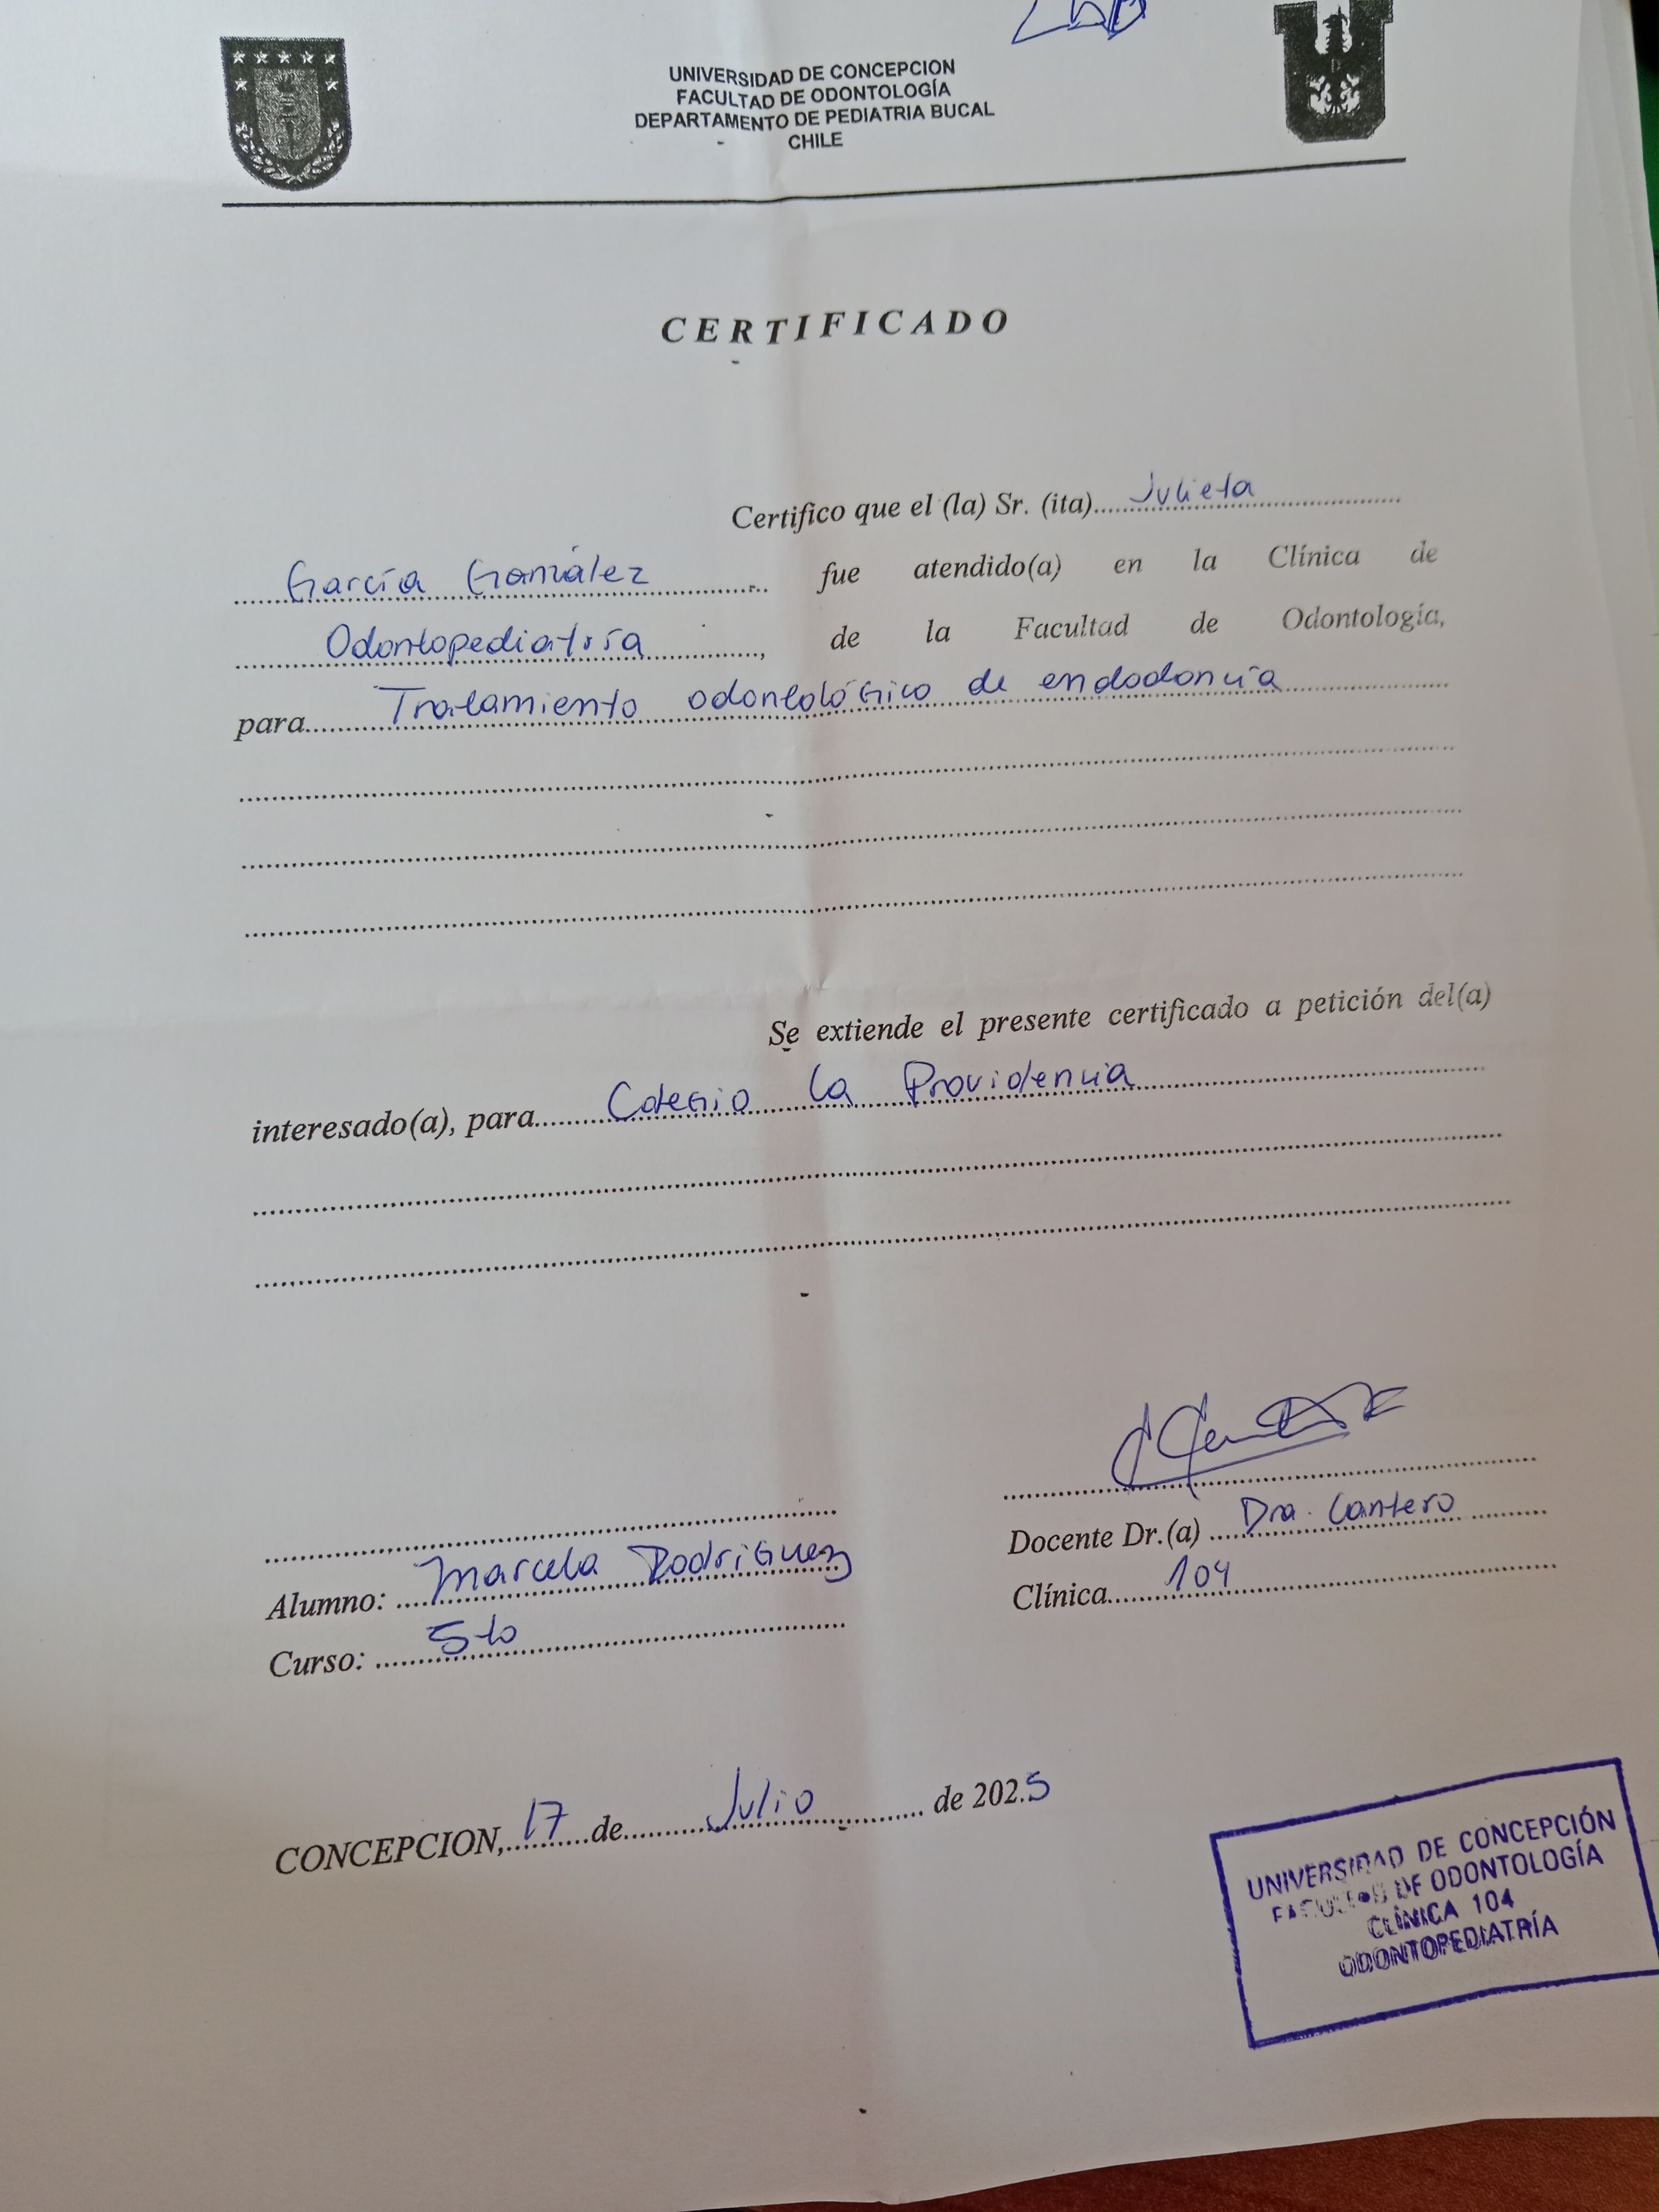 UNIVERSIDAD DE CONCEPCION
FACULTAD DE ODONTOLOGÍA
DEPARTAMENTO DE PEDIATRIA BUCAL
CHILE
CERTIFICADO
Certifico que el (la) Sr. (ita)......Julieta......
......García González......, fue atendido(a) en la Clínica de
......Odontopediatría......, de la Facultad de Odontología,
para......Tratamiento odontológico de endodoncia......
Se extiende el presente certificado a petición del(a)
interesado(a), para......Colegio la Providencia......
Docente Dr.(a) ......Dra. Cantero......
Clínica......104......
Alumno: ......Marcela Rodriguez
Curso: ......5to......
CONCEPCION,......17......de......Julio...... de 202.5
UNIVERSIDAD DE CONCEPCIÓN
FACULTAD DE ODONTOLOGÍA
CLÍNICA 104
ODONTOPEDIATRÍA